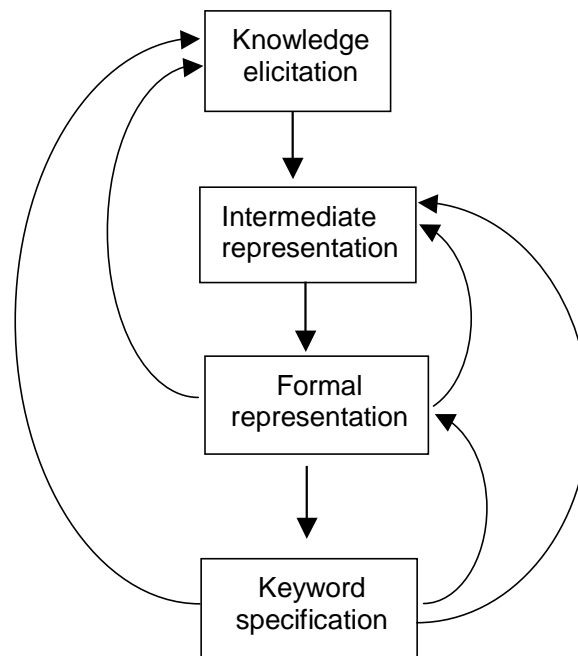 Knowledge
elicitation
Intermediate
representation
Formal
representation
Keyword
specification